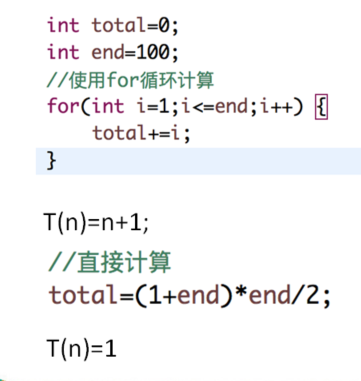 int total=0;
int end=100;
//使用for循环计算
for(int i=1;i<=end;i++) {
    total+=i;
}
T(n)=n+1;
//直接计算
total=(1+end)*end/2;
T(n)=1